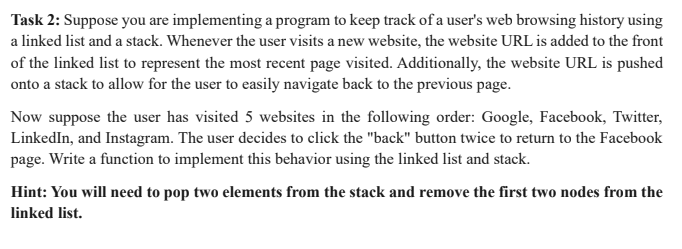 Task 2: Suppose you are implementing a program to keep track of a user's web browsing history using
a linked list and a stack. Whenever the user visits a new website, the website URL is added to the front
of the linked list to represent the most recent page visited. Additionally, the website URL is pushed
onto a stack to allow for the user to easily navigate back to the previous page.
Now suppose the user has visited 5 websites in the following order: Google, Facebook, Twitter,
LinkedIn, and Instagram. The user decides to click the "back" button twice to return to the Facebook
page. Write a function to implement this behavior using the linked list and stack.
Hint: You will need to pop two elements from the stack and remove the first two nodes from the
linked list.